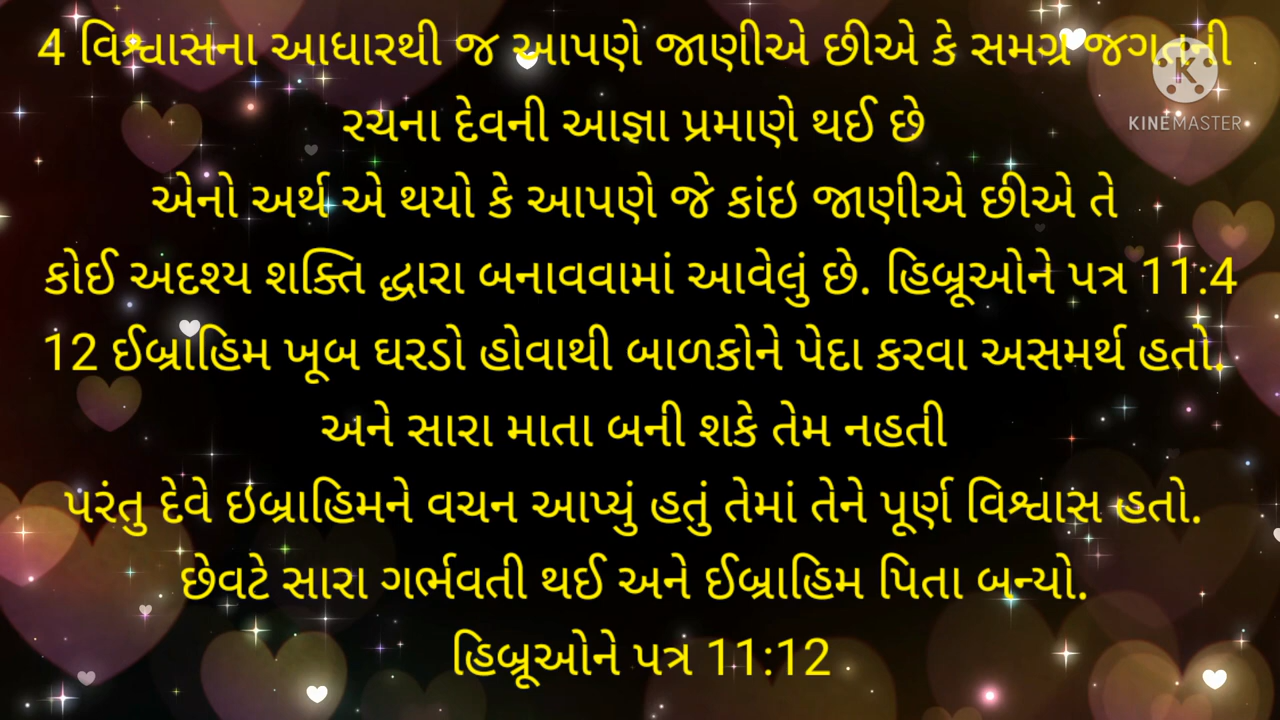 4 વિશ્વાસના આધારથી જ આપણે જાણીએ છીએ કે સમગ્ર
રચના દેવની આજ્ઞા પ્રમાણે થઈ છે
એનો અર્થ એ થયો કે આપણે જે કાંઇ જાણીએ છીએ તે
કોઈ અદશ્ય શક્તિ દ્વારા બનાવવામાં આવેલું છે. હિબ્રૂઓને પત્ર 11:4
12 ઈબ્રાહિમ ખૂબ ઘરડો હોવાથી બાળકોને પેદા કરવા અસમર્થ હતો.
અને સારા માતા બની શકે તેમ નહતી
પરંતુ દેવે ઇબ્રાહિમને વચન આપ્યું હતું તેમાં તેને પૂર્ણ વિશ્વાસ હતો.
છેવટે સારા ગર્ભવતી થઈ અને ઈબ્રાહિમ પિતા બન્યો.
હિબ્રૂઓને પત્ર 11:12
K
KINEMASTER